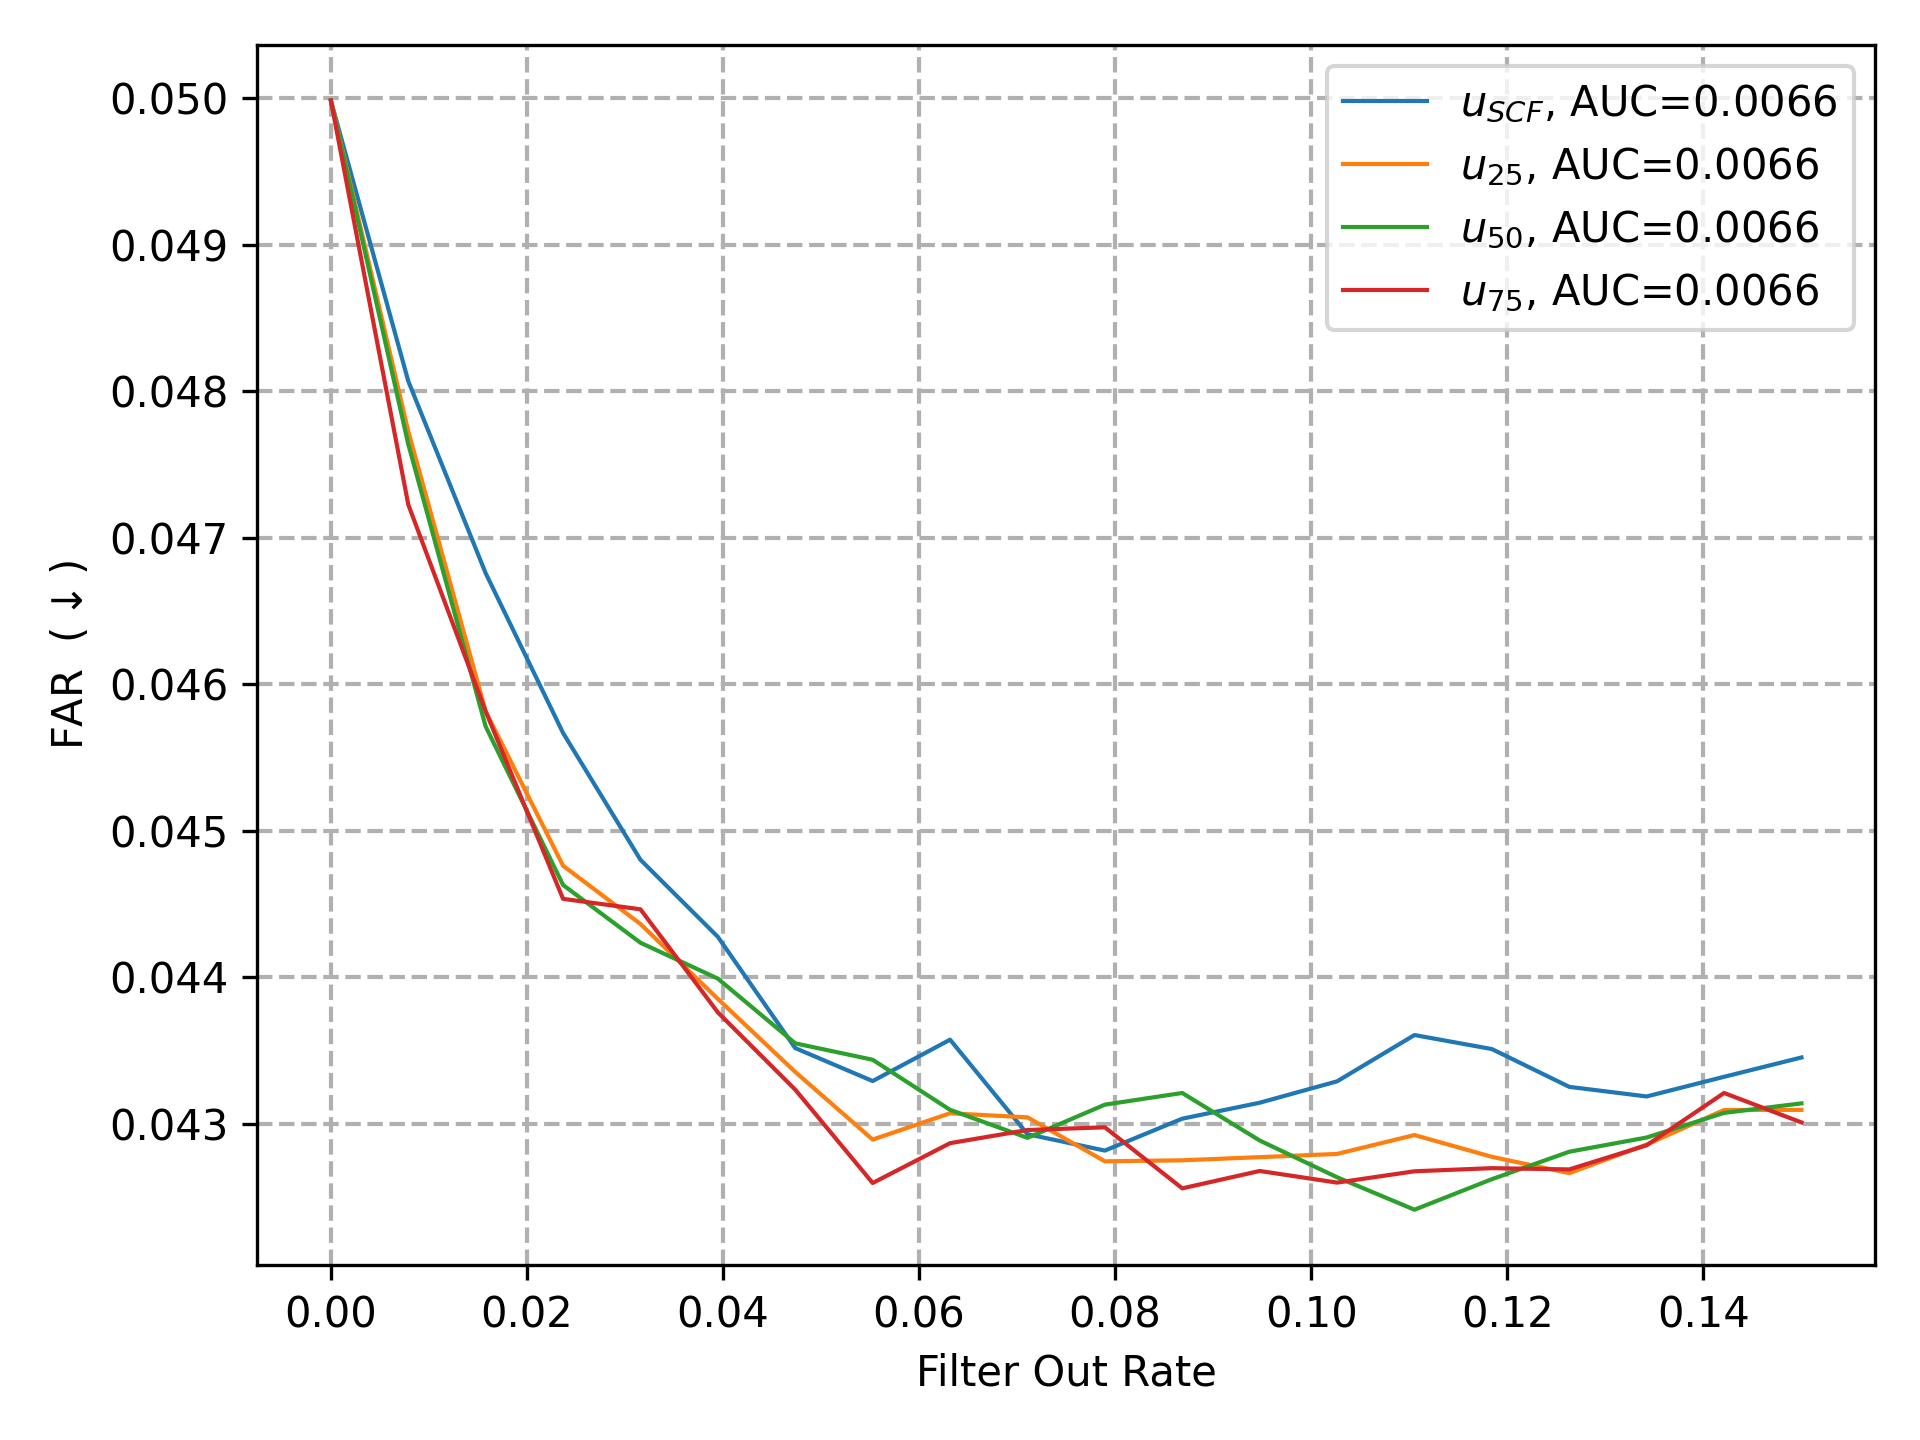 0.050
0.049
0.048
0.047
0.046
0.045
0.044
0.043
FAR (↓)
u_SCF, AUC=0.0066
u_25, AUC=0.0066
u_50, AUC=0.0066
u_75, AUC=0.0066
0.00 0.02 0.04 0.06 0.08 0.10 0.12 0.14
Filter Out Rate